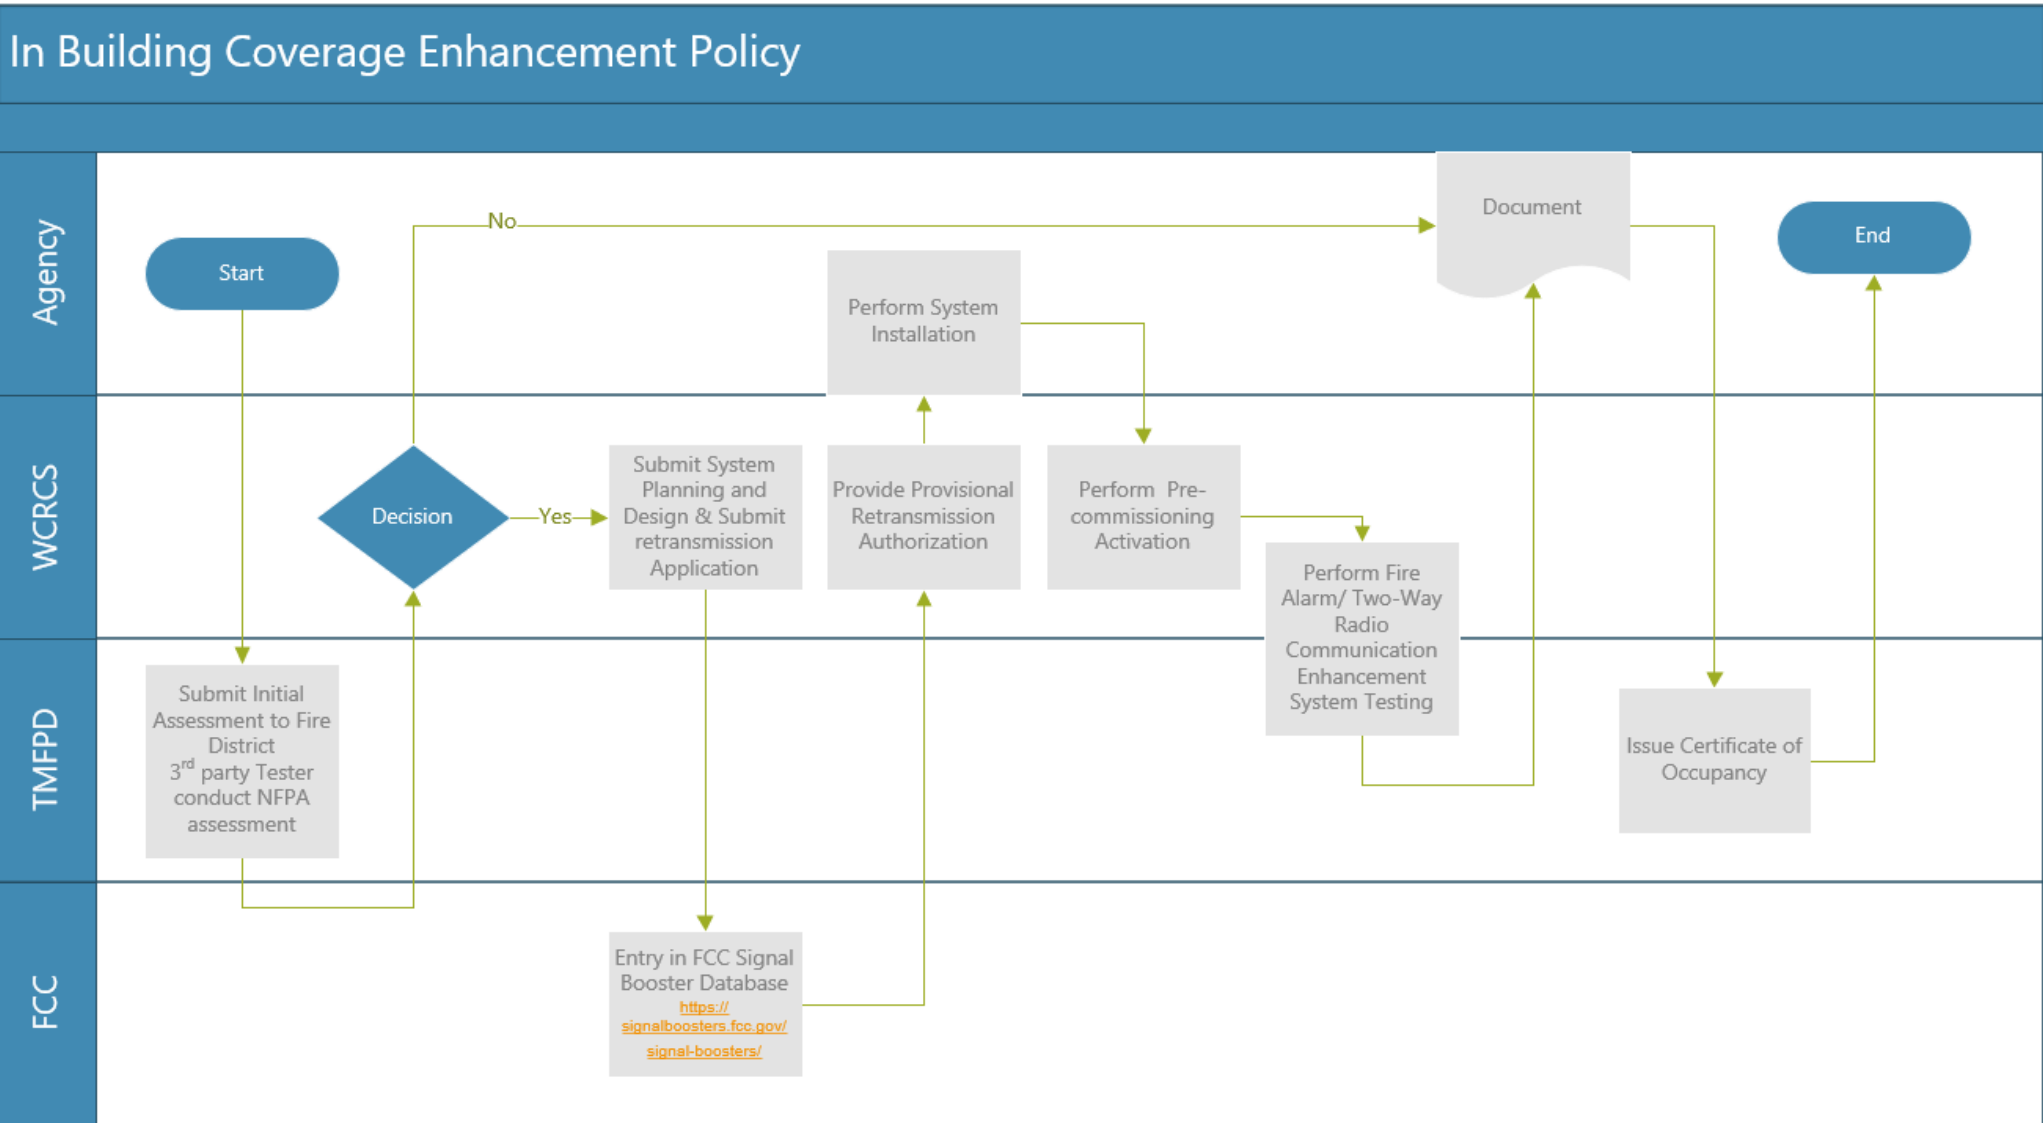 In Building Coverage Enhancement Policy
Agency
Start
No
Perform System
Installation
Document
End
WCRCS
Decision
Yes
Submit System
Planning and
Design & Submit
retransmission
Application
Provide Provisional
Retransmission
Authorization
Perform  Pre-
commissioning
Activation
Perform Fire
Alarm/ Two-Way
Radio
Communication
Enhancement
System Testing
TMFPD
Submit Initial
Assessment to Fire
District
3rd party Tester
conduct NFPA
assessment
Issue Certificate of
Occupancy
FCC
Entry in FCC Signal
Booster Database
https://
signalboosters.fcc.gov/
signal-boosters/